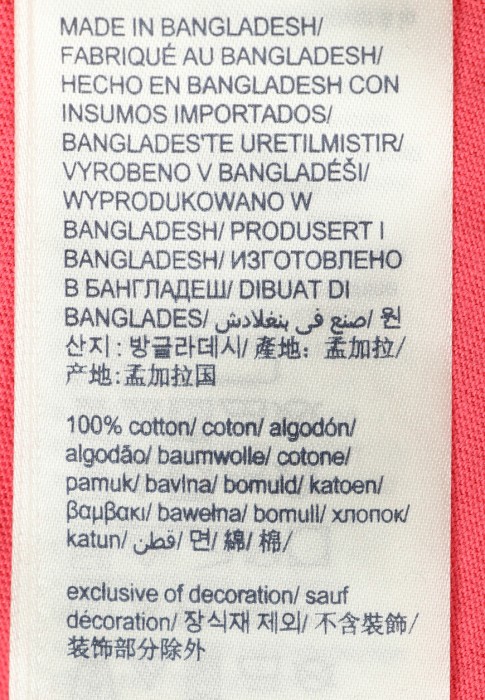 MADE IN BANGLADESH/
FABRIQUÉ AU BANGLADESH/
HECHO EN BANGLADESH CON
INSUMOS IMPORTADOS/
BANGLADES'TE URETILMISTIR/
VYROBENO V BANGLADÉŠI/
WYPRODUKOWANO W
BANGLADESH/ PRODUSERT I
BANGLADESH/ ИЗГОТОВЛЕНО
В БАНГЛАДЕШ/ DIBUAT DI
BANGLADES/ صنع فى بنغلادش/ 원
산지 : 방글라데시/ 產地： 孟加拉/
产地:孟加拉国
100% cotton/ coton/ algodón/
algodão/ baumwolle/ cotone/
pamuk/ bavlna/ bomuld/ katoen/
βαμβακι/ bawełna/ bomull/ хлопок/
katun/ قطن/ 면/ 綿/ 棉/
exclusive of decoration/ sauf
décoration/ 장식재 제외/ 不含裝飾/
装饰部分除外